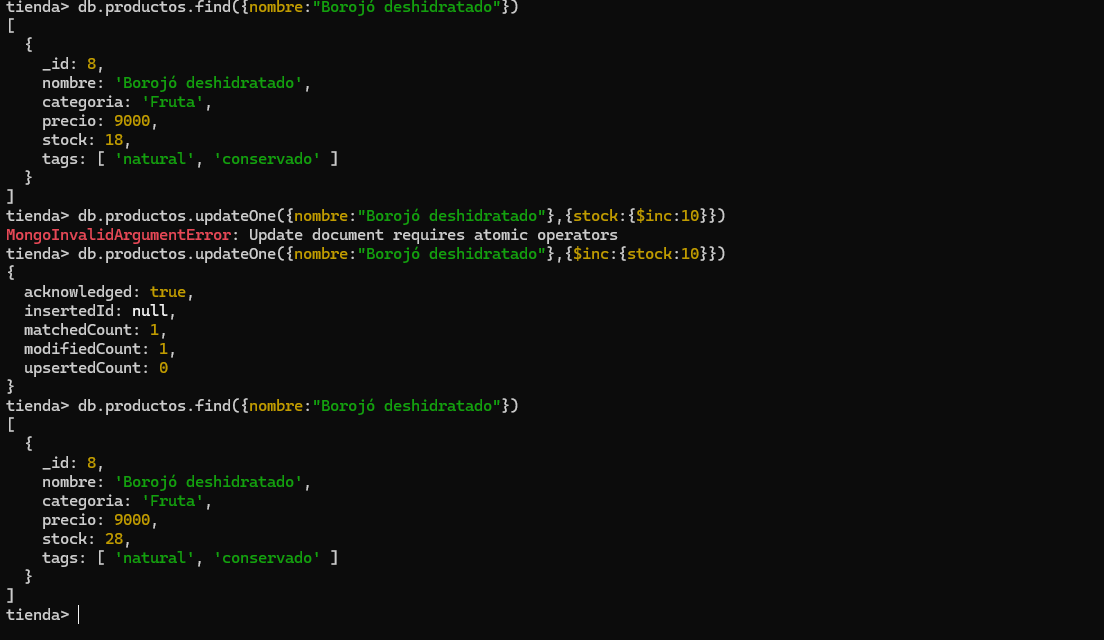 tienda> db.productos.find({nombre:"Borojó deshidratado"})
[
  {
    _id: 8,
    nombre: 'Borojó deshidratado',
    categoria: 'Fruta',
    precio: 9000,
    stock: 18,
    tags: [ 'natural', 'conservado' ]
  }
]
tienda> db.productos.updateOne({nombre:"Borojó deshidratado"},{stock:{$inc:10}})
MongoInvalidArgumentError: Update document requires atomic operators
tienda> db.productos.updateOne({nombre:"Borojó deshidratado"},{$inc:{stock:10}})
{
  acknowledged: true,
  insertedId: null,
  matchedCount: 1,
  modifiedCount: 1,
  upsertedCount: 0
}
tienda> db.productos.find({nombre:"Borojó deshidratado"})
[
  {
    _id: 8,
    nombre: 'Borojó deshidratado',
    categoria: 'Fruta',
    precio: 9000,
    stock: 28,
    tags: [ 'natural', 'conservado' ]
  }
]
tienda>